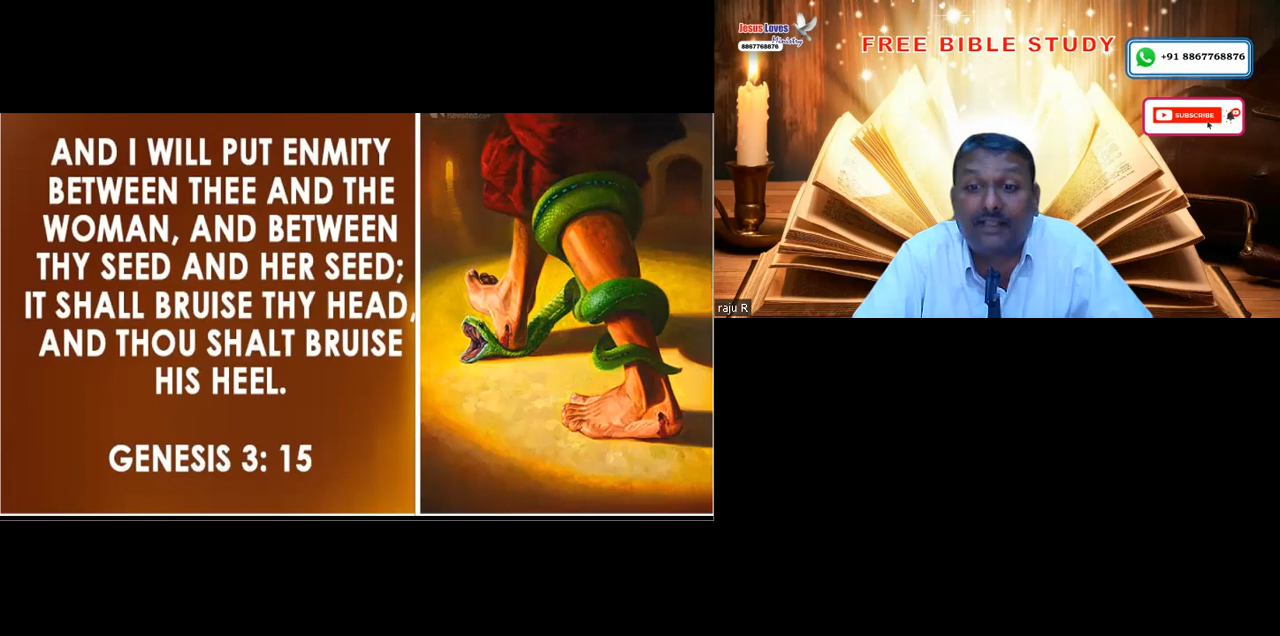 AND I WILL PUT ENMITY
BETWEEN THEE AND THE
WOMAN, AND BETWEEN
THY SEED AND HER SEED;
IT SHALL BRUISE THY HEAD,
AND THOU SHALT BRUISE
HIS HEEL.
GENESIS 3: 15
Jesus Loves
Ministry
8867768876
FREE BIBLE STUDY
+91 8867768876
SUBSCRIBE
raju R